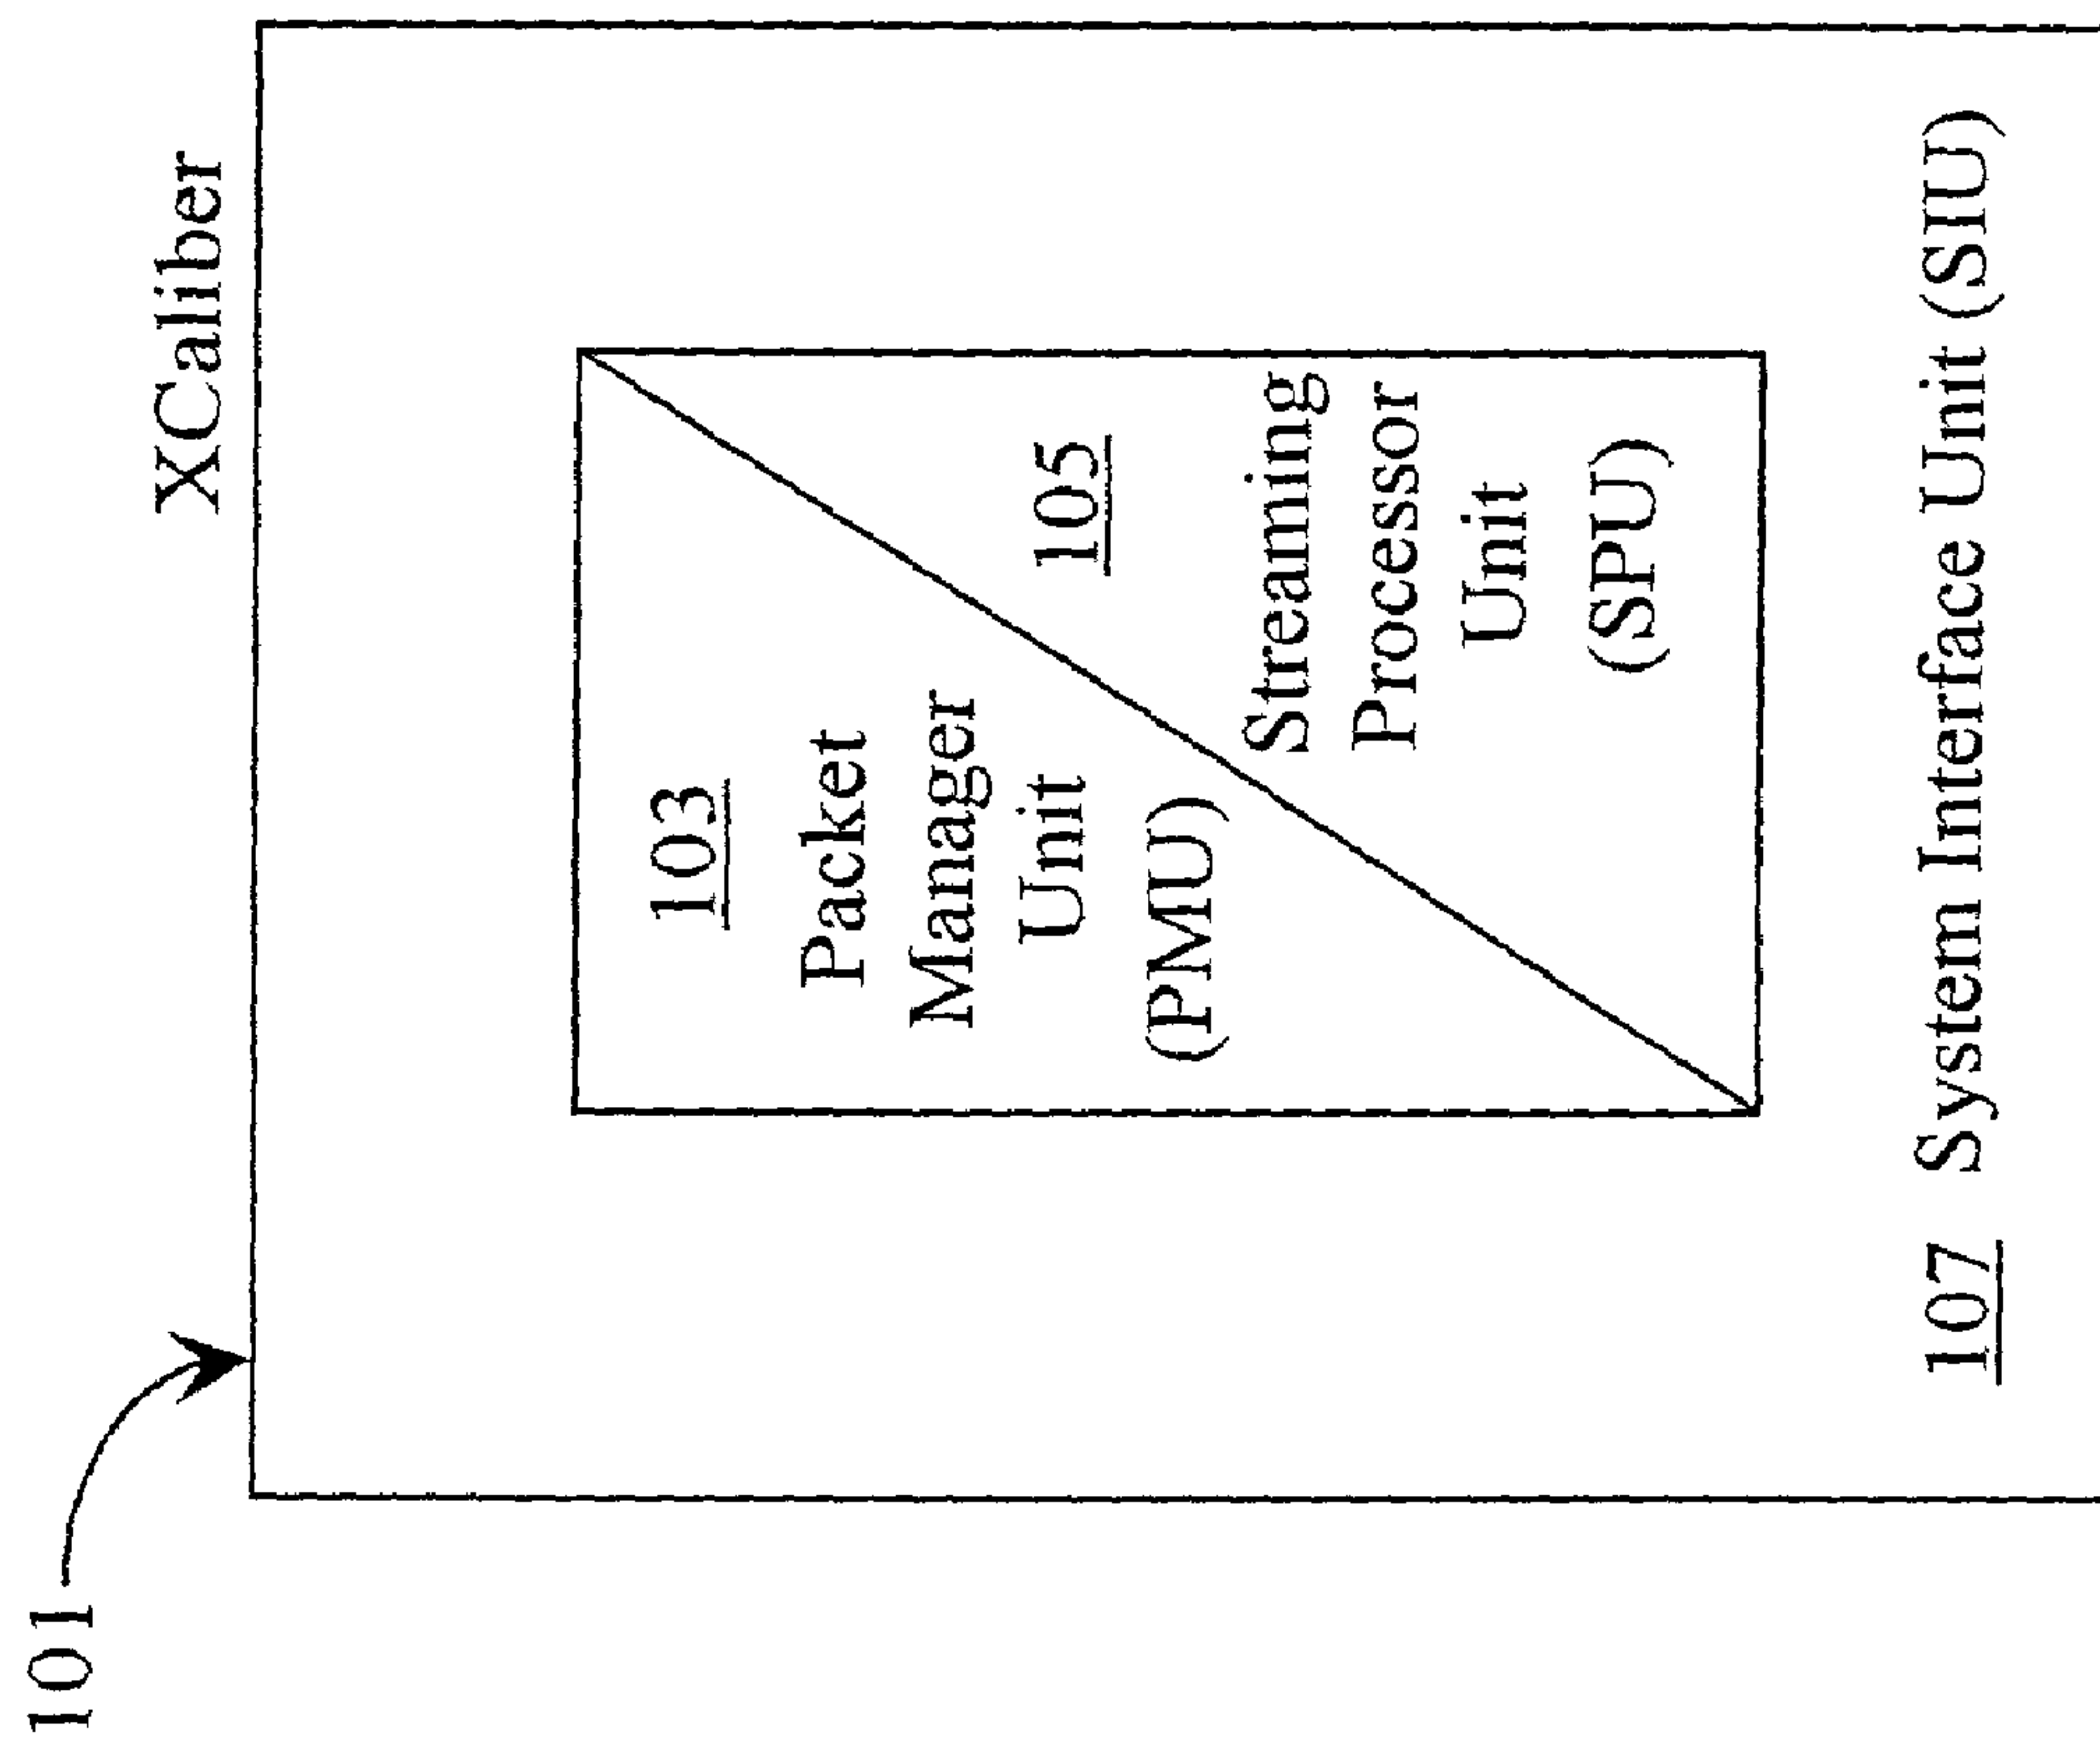 101
XCaliber
103
Packet
Manager
Unit
(PMU)
105
Streaming
Processor
Unit
(SPU)
107 System Interface Unit (SIU)